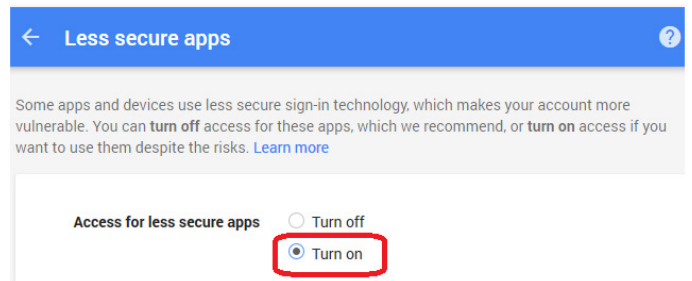 Less secure apps
Some apps and devices use less secure sign-in technology, which makes your account more
vulnerable. You can turn off access for these apps, which we recommend, or turn on access if you
want to use them despite the risks. Learn more
Access for less secure apps
Turn off
Turn on